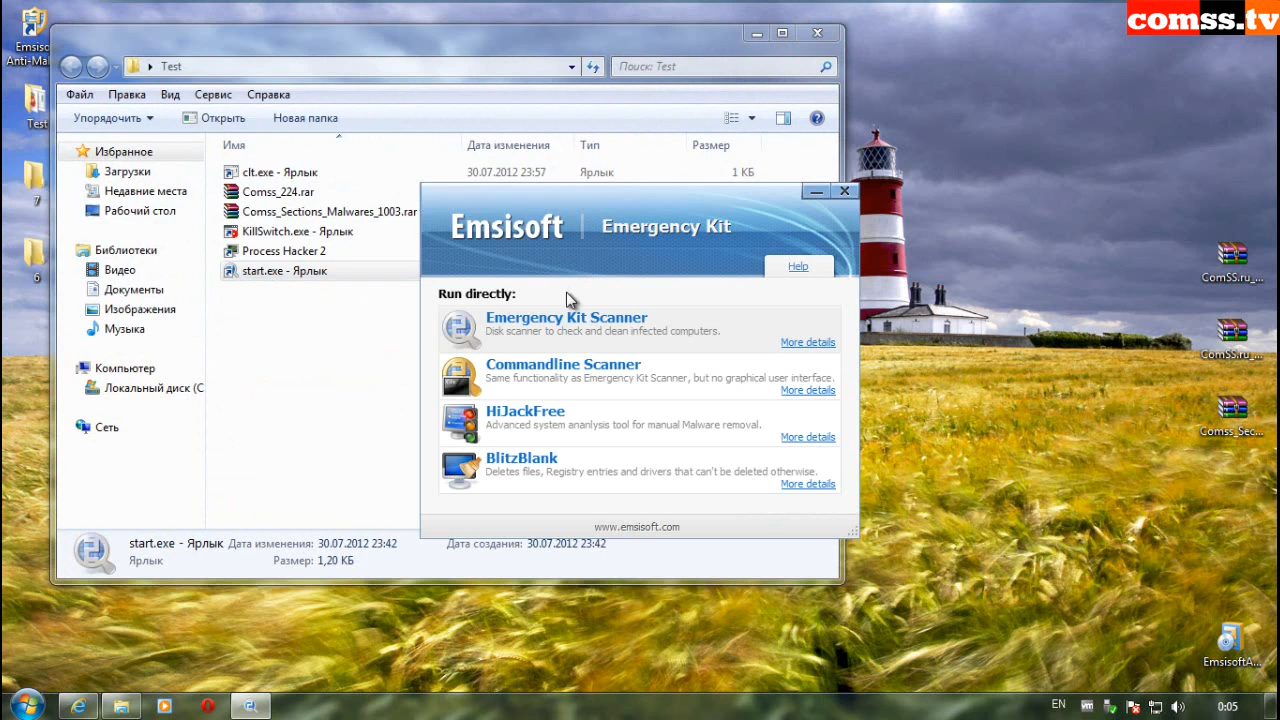 comss.tv
Emsiso...
Anti-Mal...
Test
7
6
Test
Поиск: Test
Файл Правка Вид Сервис Справка
Упорядочить Открыть Новая папка
Имя Дата изменения Тип Размер
Избранное
Загрузки
Недавние места
Рабочий стол
Библиотеки
Видео
Документы
Изображения
Музыка
Компьютер
Локальный диск (C
Сеть
clt.exe - Ярлык 30.07.2012 23:57 Ярлык 1 КБ
Comss_224.rar
Comss_Sections_Malwares_1003.rar
KillSwitch.exe - Ярлык
Process Hacker 2
start.exe - Ярлык
Emsisoft Emergency Kit
Help
Run directly:
Emergency Kit Scanner
Disk scanner to check and clean infected computers.
More details
Commandline Scanner
Same functionality as Emergency Kit Scanner, but no graphical user interface.
More details
HiJackFree
Advanced system ananlysis tool for manual Malware removal.
More details
BlitzBlank
Deletes files, Registry entries and drivers that can't be deleted otherwise.
More details
www.emsisoft.com
start.exe - Ярлык Дата изменения: 30.07.2012 23:42 Дата создания: 30.07.2012 23:42
Ярлык Размер: 1,20 КБ
ComSS.ru_...
ComSS.ru_...
Comss_Sec...
EmsisoftA...
EN
0:05